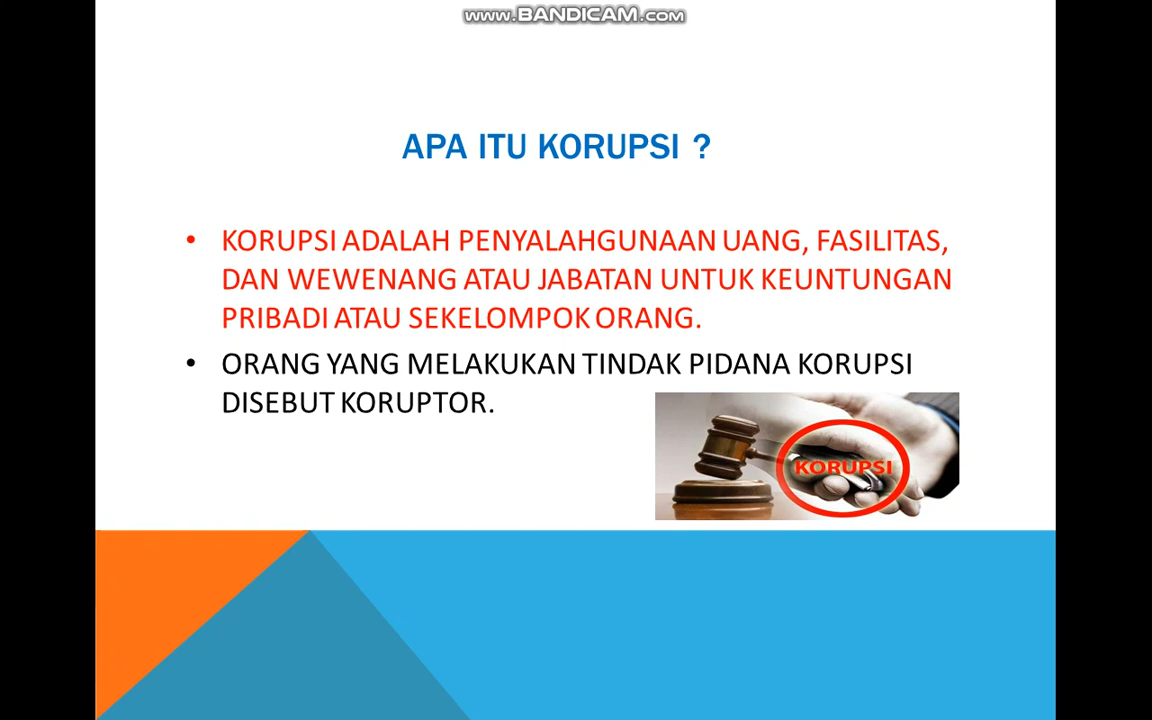 www.BANDICAM.com
APA ITU KORUPSI ?
• KORUPSI ADALAH PENYALAHGUNAAN UANG, FASILITAS,
DAN WEWENANG ATAU JABATAN UNTUK KEUNTUNGAN
PRIBADI ATAU SEKELOMPOK ORANG.
• ORANG YANG MELAKUKAN TINDAK PIDANA KORUPSI
DISEBUT KORUPTOR.
KORUPSI